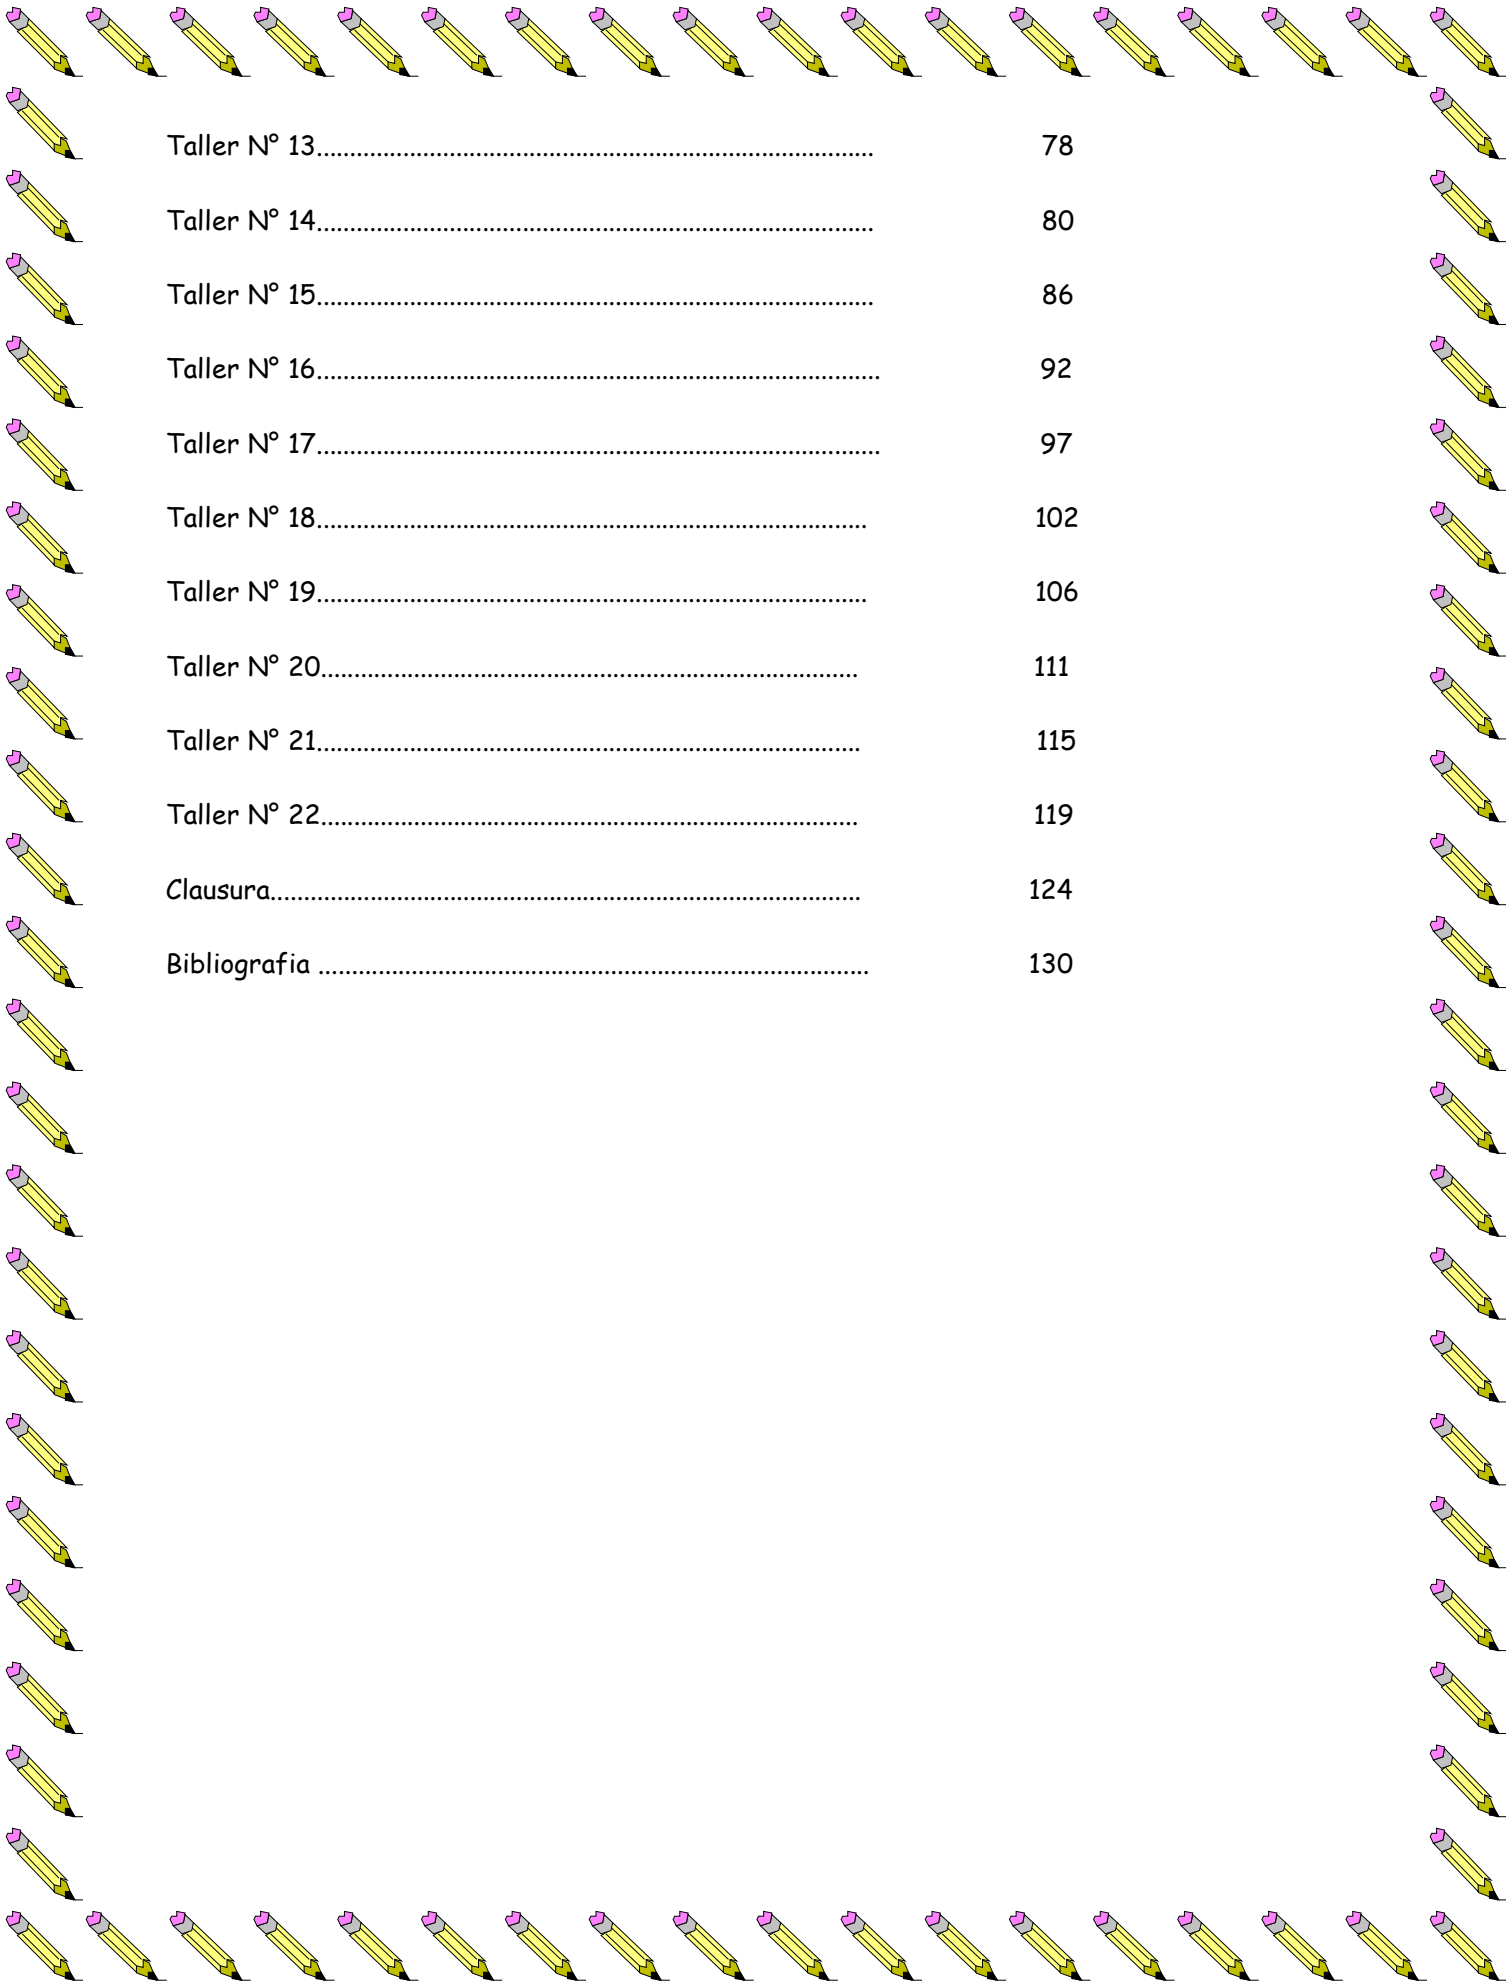 Taller N° 13................................................................................... 78
Taller N° 14................................................................................... 80
Taller N° 15................................................................................... 86
Taller N° 16.................................................................................... 92
Taller N° 17.................................................................................... 97
Taller N° 18.................................................................................. 102
Taller N° 19.................................................................................. 106
Taller N° 20................................................................................ 111
Taller N° 21................................................................................. 115
Taller N° 22................................................................................ 119
Clausura........................................................................................ 124
Bibliografia .................................................................................. 130